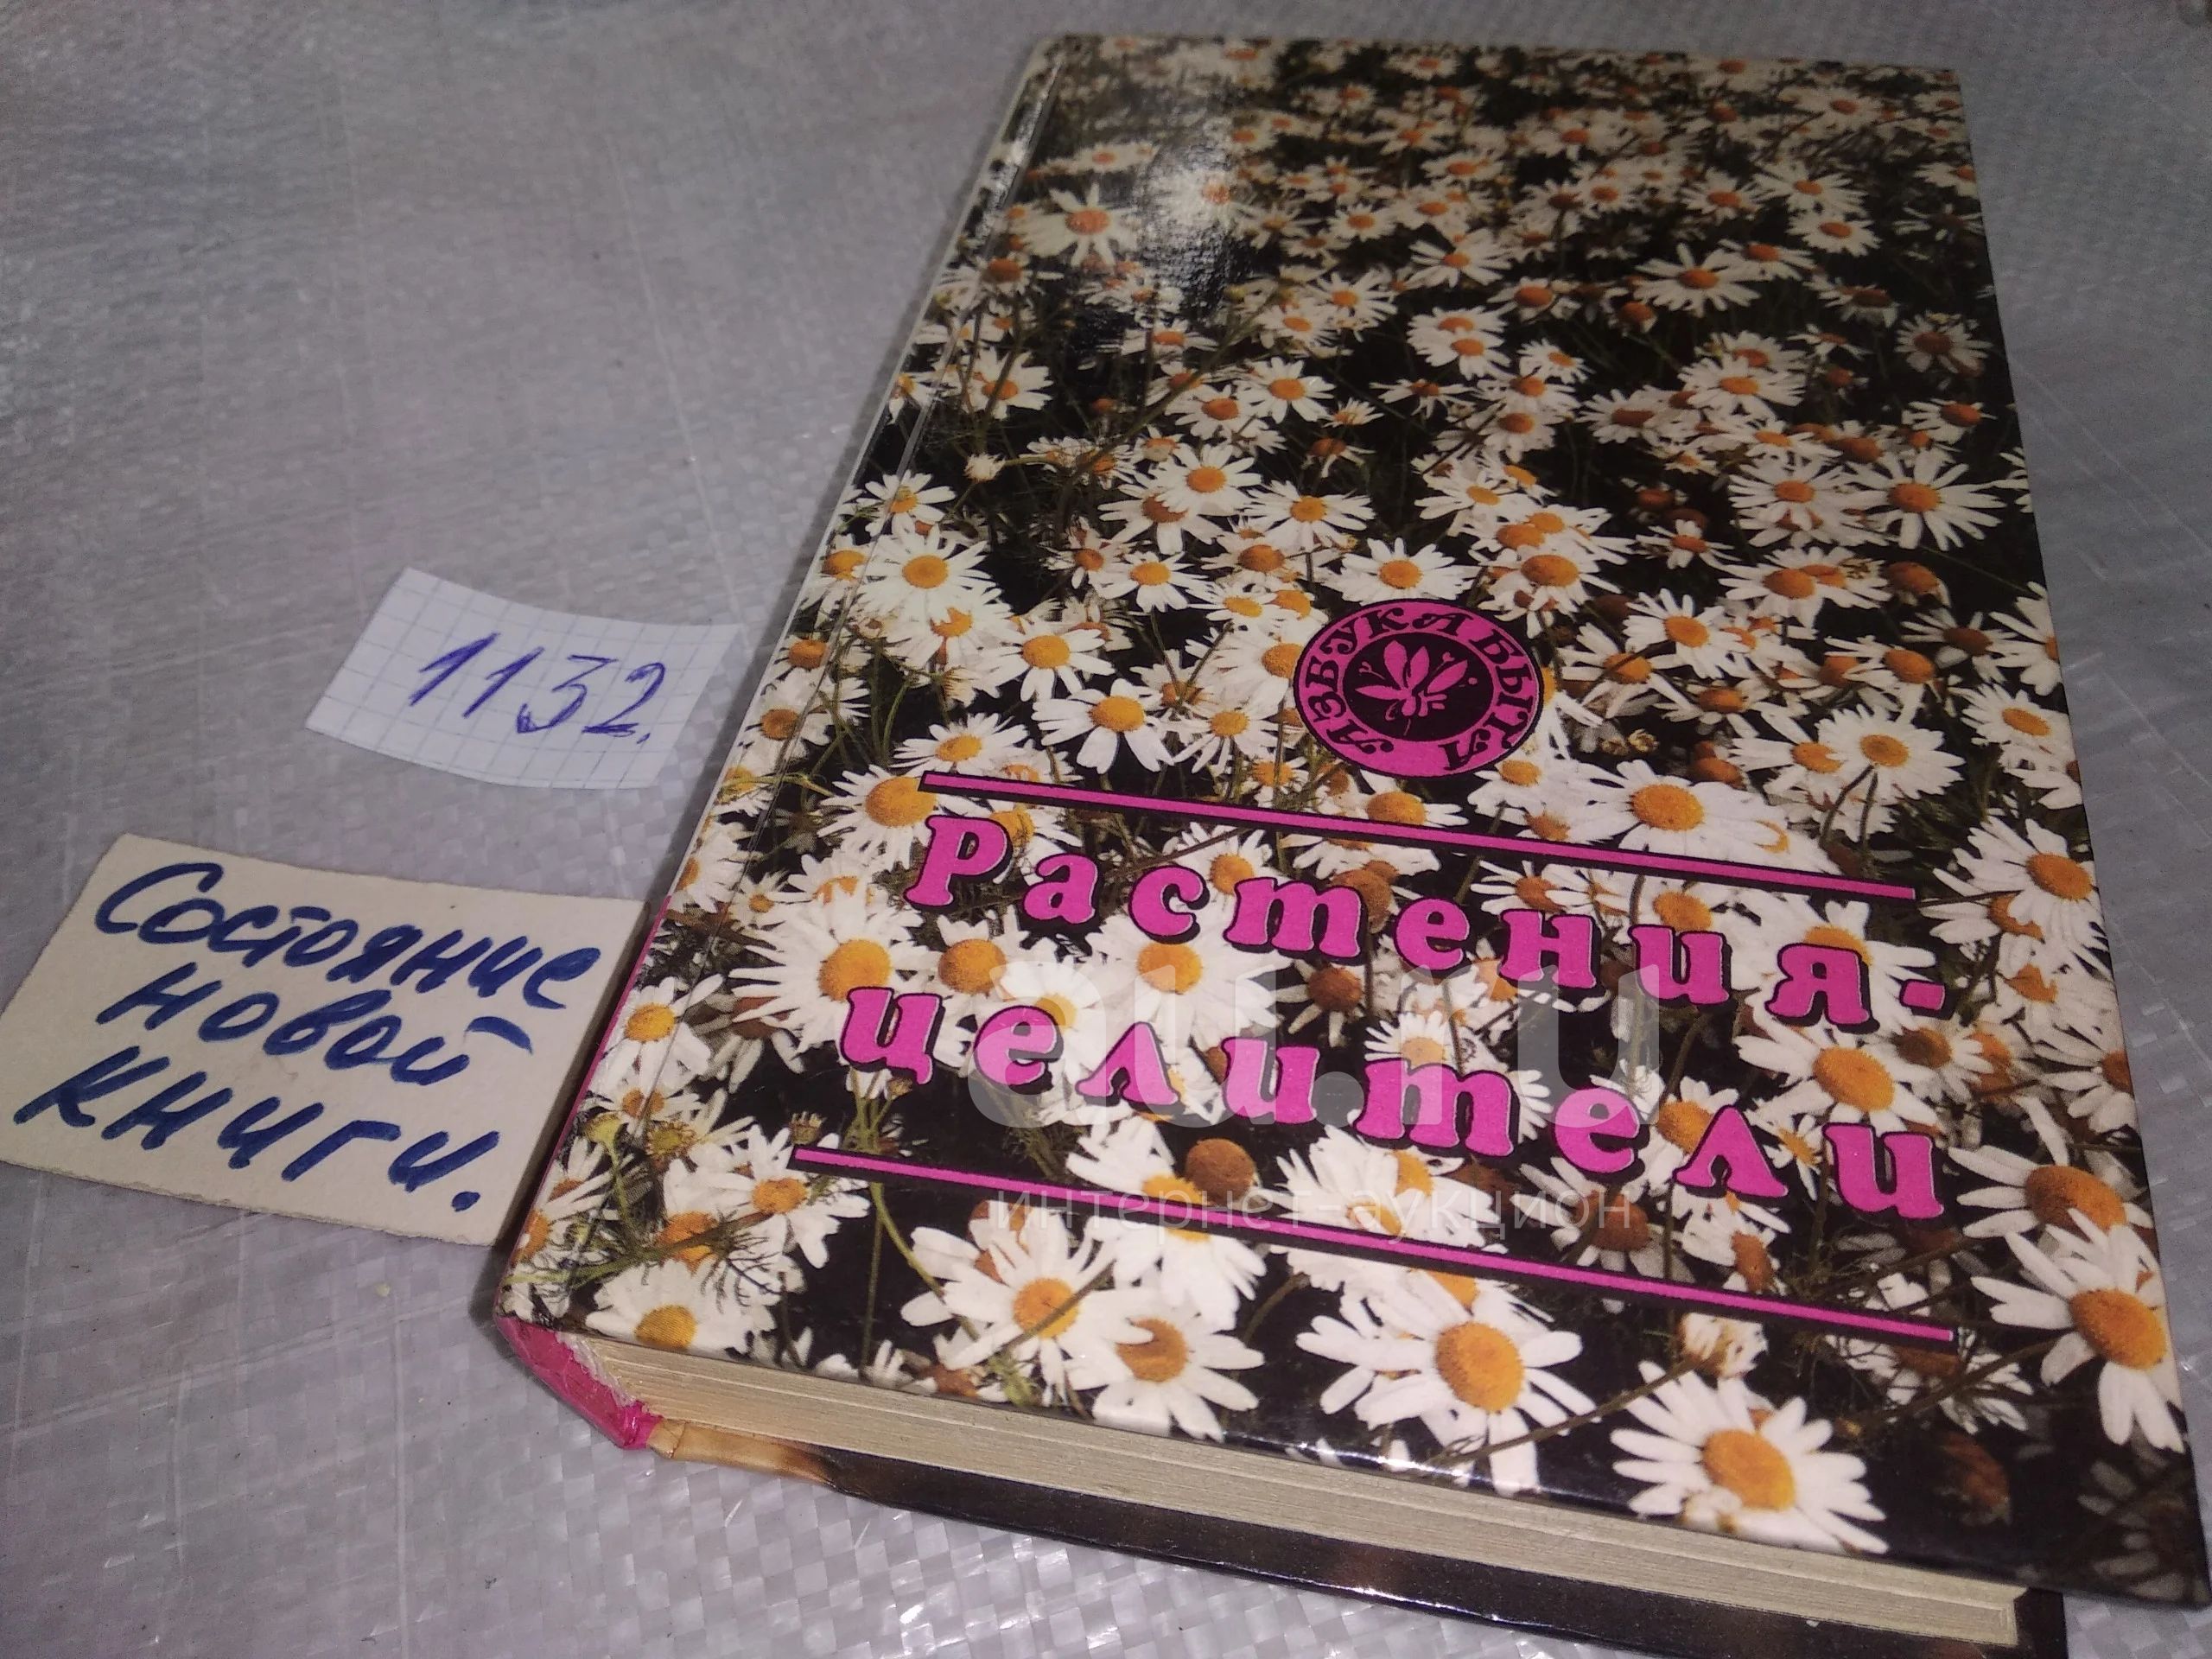 АЗБУКА БЫТА
Растения-
целители
1132.
Состояние
новой
книги.
au.ru
интернет-аукцион